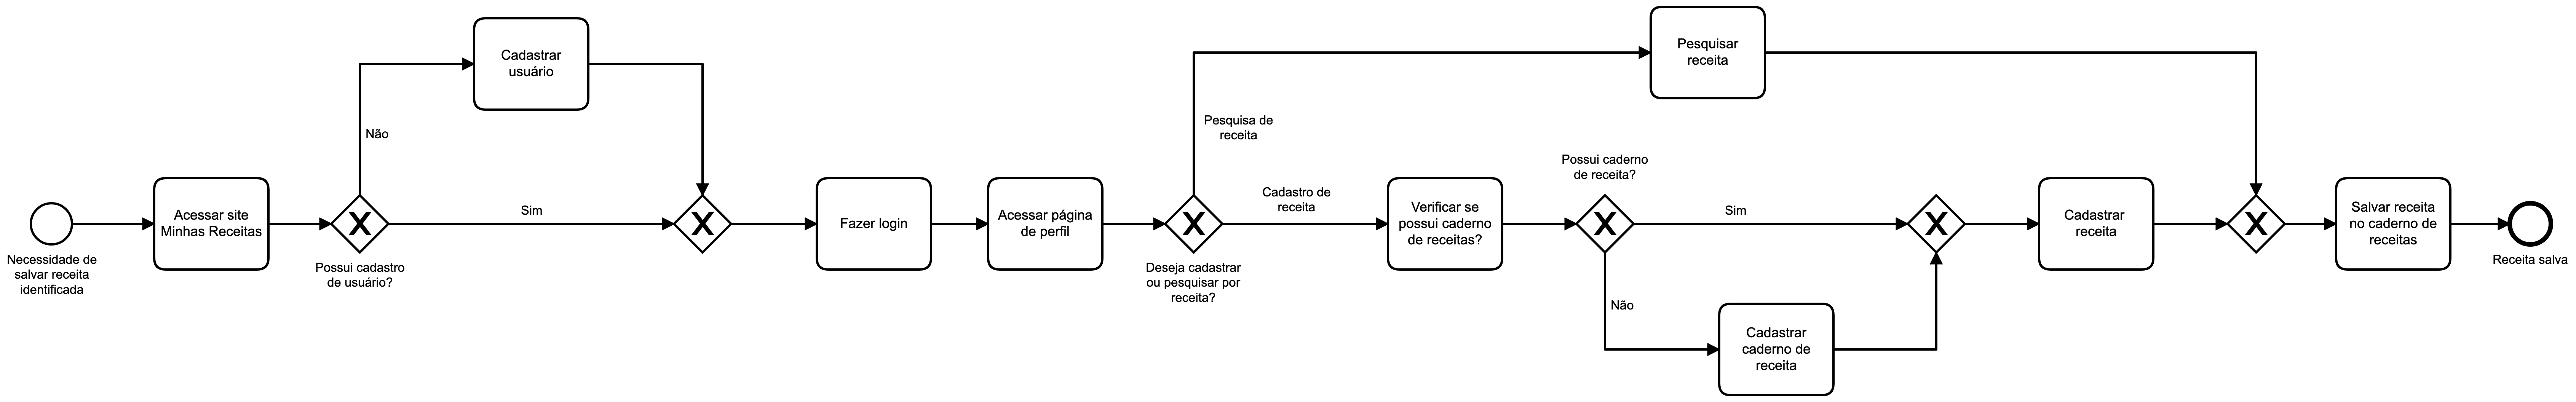 Necessidade de
salvar receita
identificada
Acessar site
Minhas Receitas
X
Possui cadastro
de usuário?
Não
Cadastrar
usuário
Sim
X
Fazer login
Acessar página
de perfil
X
Deseja cadastrar
ou pesquisar por
receita?
Pesquisa de
receita
Pesquisar
receita
Cadastro de
receita
Verificar se
possui caderno
de receitas?
Possui caderno
de receita?
X
Sim
Não
Cadastrar
caderno de
receita
X
Cadastrar
receita
X
Salvar receita
no caderno de
receitas
Receita salva